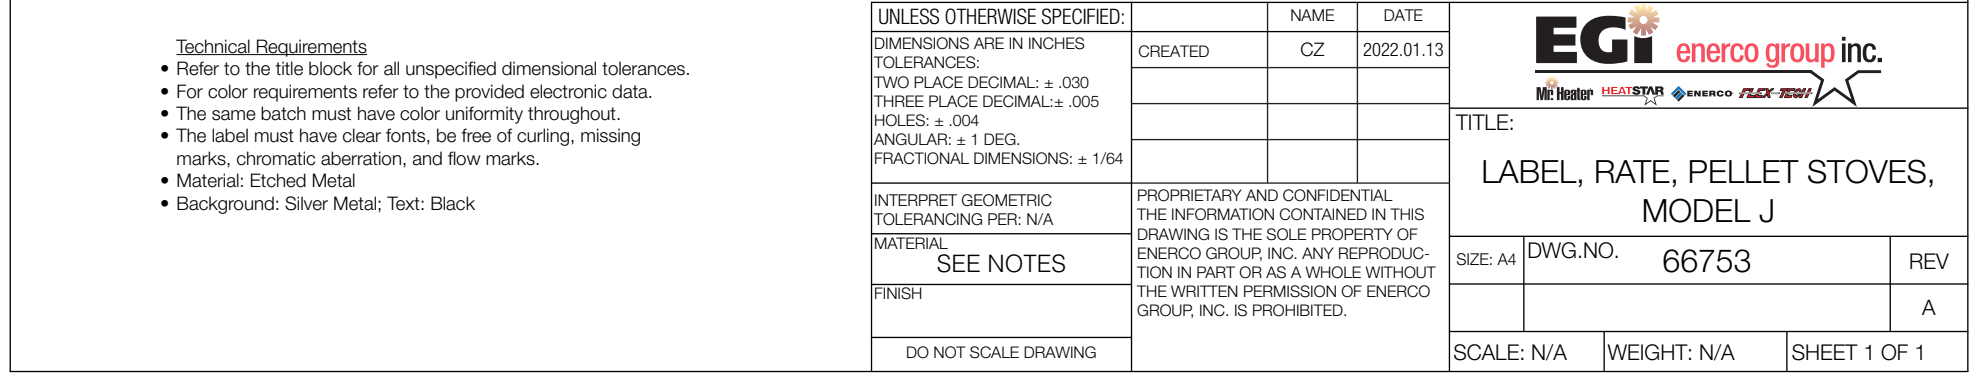 Technical Requirements
• Refer to the title block for all unspecified dimensional tolerances.
• For color requirements refer to the provided electronic data.
• The same batch must have color uniformity throughout.
• The label must have clear fonts, be free of curling, missing
marks, chromatic aberration, and flow marks.
• Material: Etched Metal
• Background: Silver Metal; Text: Black
UNLESS OTHERWISE SPECIFIED:
DIMENSIONS ARE IN INCHES
TOLERANCES:
TWO PLACE DECIMAL: ± .030
THREE PLACE DECIMAL:± .005
HOLES: ± .004
ANGULAR: ± 1 DEG.
FRACTIONAL DIMENSIONS: ± 1/64
INTERPRET GEOMETRIC
TOLERANCING PER: N/A
MATERIAL
SEE NOTES
FINISH
DO NOT SCALE DRAWING
NAME DATE
CREATED CZ 2022.01.13
PROPRIETARY AND CONFIDENTIAL
THE INFORMATION CONTAINED IN THIS
DRAWING IS THE SOLE PROPERTY OF
ENERCO GROUP, INC. ANY REPRODUC-
TION IN PART OR AS A WHOLE WITHOUT
THE WRITTEN PERMISSION OF ENERCO
GROUP, INC. IS PROHIBITED.
EGi enerco group inc.
Mr. Heater HEATSTAR ENERCO FLEX-TECH
TITLE:
LABEL, RATE, PELLET STOVES,
MODEL J
SIZE: A4 DWG.NO. 66753 REV
A
SCALE: N/A WEIGHT: N/A SHEET 1 OF 1